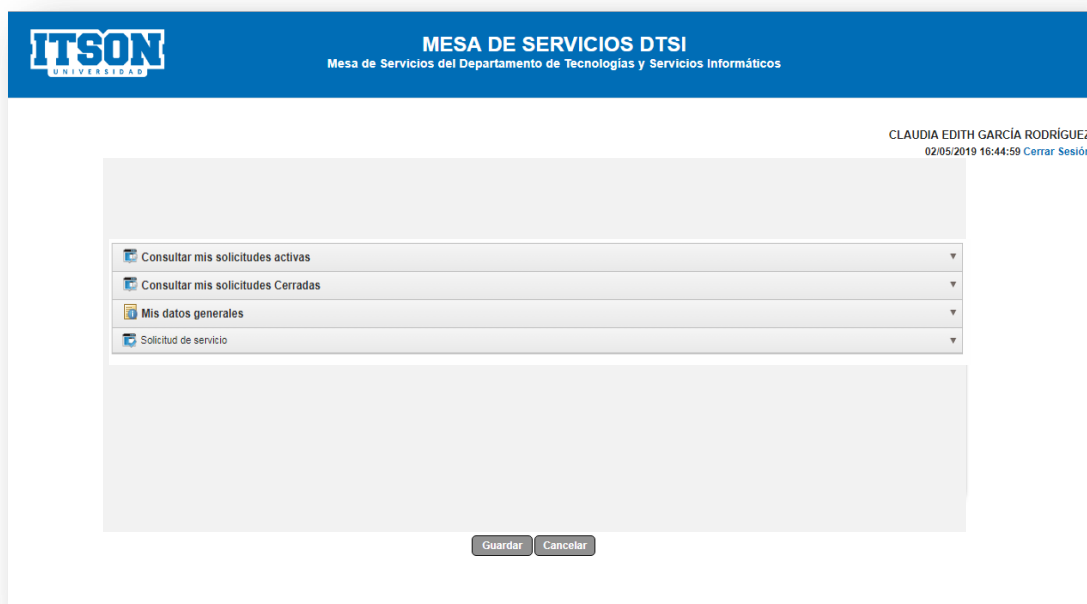 ITSON
UNIVERSIDAD
MESA DE SERVICIOS DTSI
Mesa de Servicios del Departamento de Tecnologías y Servicios Informáticos
CLAUDIA EDITH GARCÍA RODRÍGUEZ
02/05/2019 16:44:59 Cerrar Sesión
Consultar mis solicitudes activas
Consultar mis solicitudes Cerradas
Mis datos generales
Solicitud de servicio
Guardar Cancelar